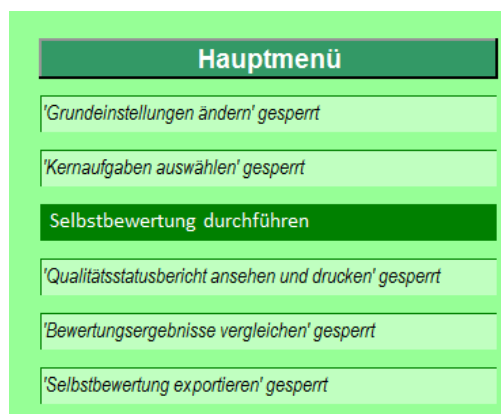 Hauptmenü
'Grundeinstellungen ändern' gesperrt
'Kernaufgaben auswählen' gesperrt
Selbstbewertung durchführen
'Qualitätsstatusbericht ansehen und drucken' gesperrt
'Bewertungsergebnisse vergleichen' gesperrt
'Selbstbewertung exportieren' gesperrt